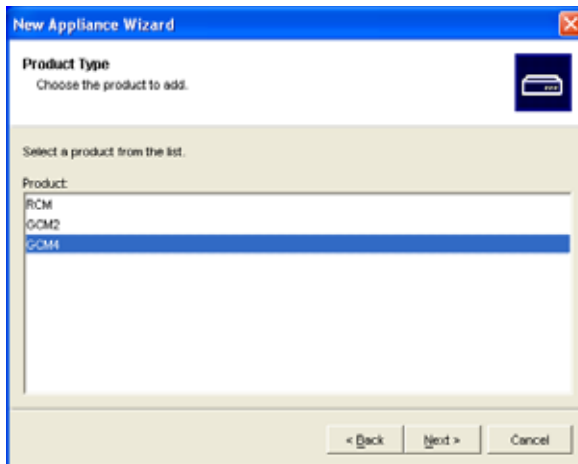 New Appliance Wizard
Product Type
Choose the product to add.
Select a product from the list.
Product:
RCM
GCM2
GCM4
< Back Next > Cancel